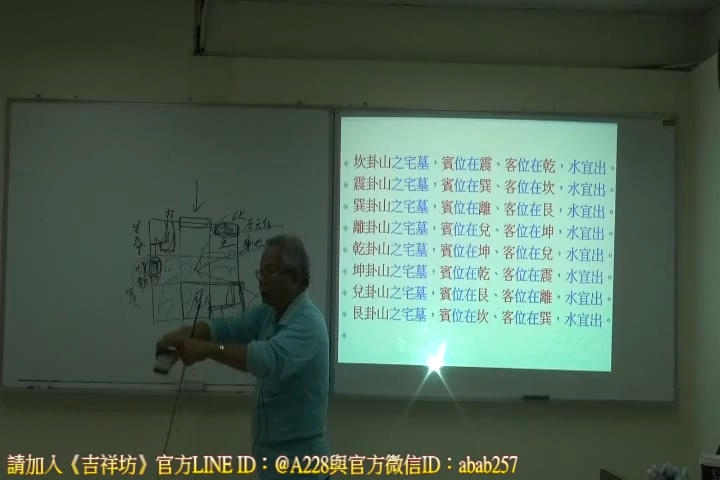 坎卦山之宅墓，賓位在震、客位在乾，水宜出。
震卦山之宅墓，賓位在巽、客位在坎，水宜出。
巽卦山之宅墓，賓位在離、客位在艮，水宜出。
離卦山之宅墓，賓位在兌、客位在坤，水宜出。
乾卦山之宅墓，賓位在坤、客位在兌，水宜出。
坤卦山之宅墓，賓位在乾、客位在震，水宜出。
兌卦山之宅墓，賓位在艮、客位在離，水宜出。
艮卦山之宅墓，賓位在坎、客位在巽，水宜出。
請加入《吉祥坊》官方LINE ID：@A228與官方微信ID：abab257